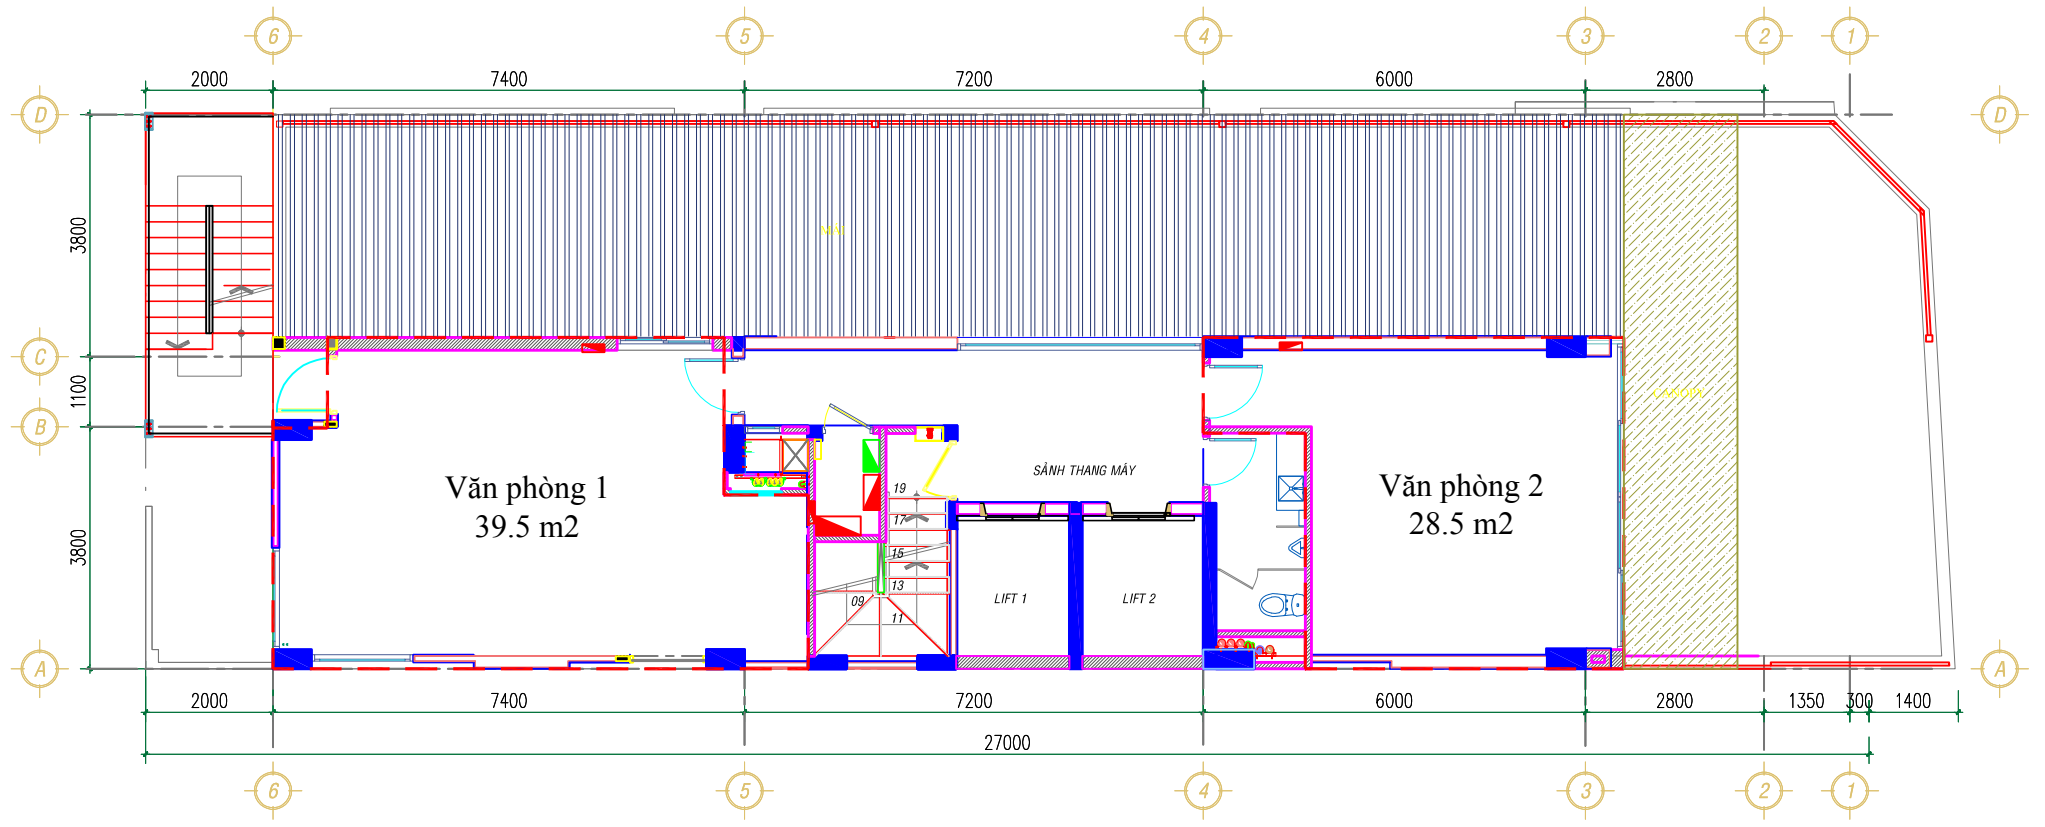 6 5 4 3 2 1
2000 7400 7200 6000 2800
D D
3800
MÁI
C
1100
CANOPY
B
SẢNH THANG MÁY
Văn phòng 1
39.5 m2
Văn phòng 2
28.5 m2
19
17
15
13
11
09
3800
LIFT 1 LIFT 2
A A
2000 7400 7200 6000 2800 1350 300 1400
27000
6 5 4 3 2 1